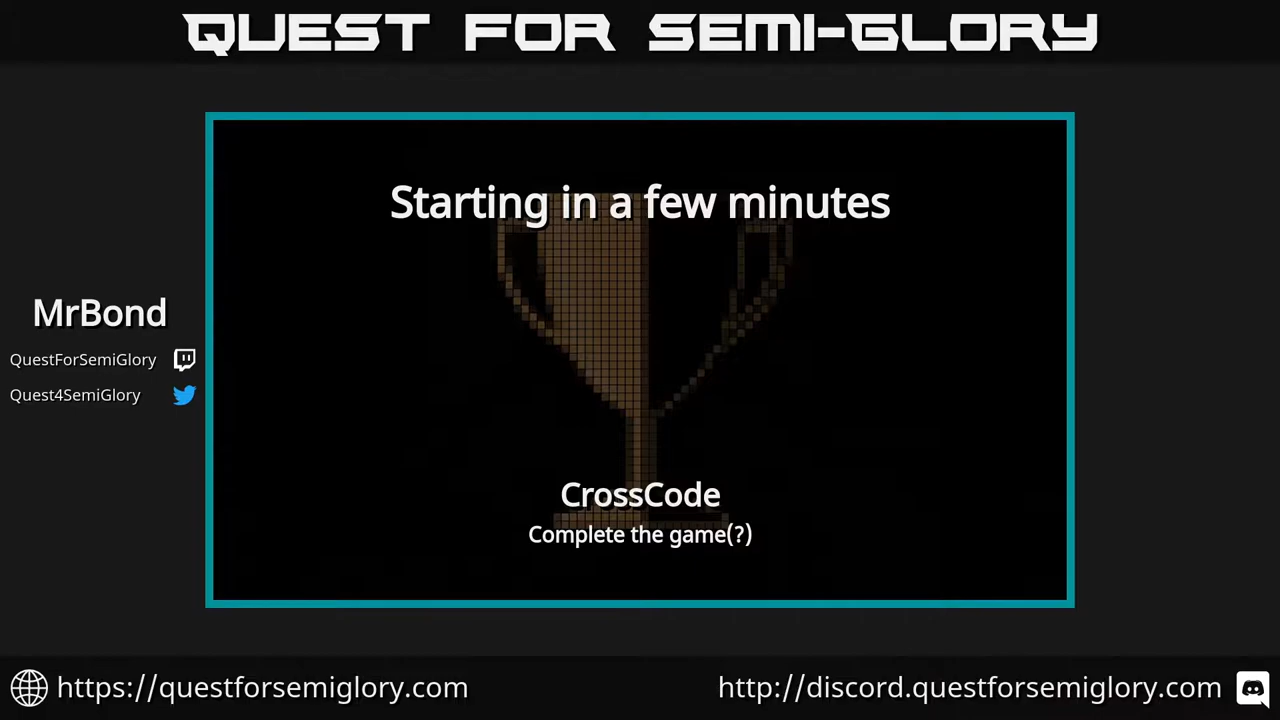 QUEST FOR SEMI-GLORY
Starting in a few minutes
MrBond
QuestForSemiGlory
Quest4SemiGlory
CrossCode
Complete the game(?)
https://questforsemiglory.com
http://discord.questforsemiglory.com